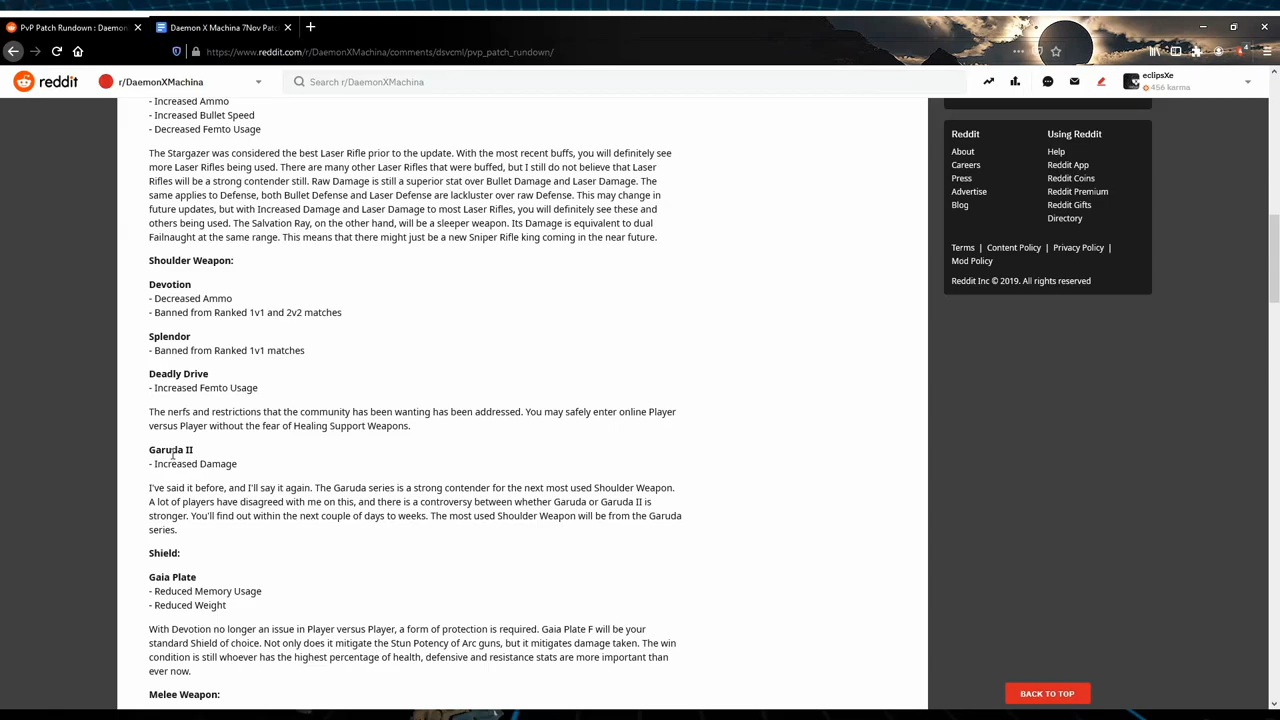 PvP Patch Rundown : Daemon
Daemon X Machina 7Nov Patc
https://www.reddit.com/r/DaemonXMachina/comments/dsvcml/pvp_patch_rundown/
reddit
r/DaemonXMachina
Search r/DaemonXMachina
eclipsXe
456 karma
- Increased Ammo
- Increased Bullet Speed
- Decreased Femto Usage
The Stargazer was considered the best Laser Rifle prior to the update. With the most recent buffs, you will definitely see
more Laser Rifles being used. There are many other Laser Rifles that were buffed, but I still do not believe that Laser
Rifles will be a strong contender still. Raw Damage is still a superior stat over Bullet Damage and Laser Damage. The
same applies to Defense, both Bullet Defense and Laser Defense are lackluster over raw Defense. This may change in
future updates, but with Increased Damage and Laser Damage to most Laser Rifles, you will definitely see these and
others being used. The Salvation Ray, on the other hand, will be a sleeper weapon. Its Damage is equivalent to dual
Failnaught at the same range. This means that there might just be a new Sniper Rifle king coming in the near future.
Shoulder Weapon:
Devotion
- Decreased Ammo
- Banned from Ranked 1v1 and 2v2 matches
Splendor
- Banned from Ranked 1v1 matches
Deadly Drive
- Increased Femto Usage
The nerfs and restrictions that the community has been wanting has been addressed. You may safely enter online Player
versus Player without the fear of Healing Support Weapons.
Garuda II
- Increased Damage
I've said it before, and I'll say it again. The Garuda series is a strong contender for the next most used Shoulder Weapon.
A lot of players have disagreed with me on this, and there is a controversy between whether Garuda or Garuda II is
stronger. You'll find out within the next couple of days to weeks. The most used Shoulder Weapon will be from the Garuda
series.
Shield:
Gaia Plate
- Reduced Memory Usage
- Reduced Weight
With Devotion no longer an issue in Player versus Player, a form of protection is required. Gaia Plate F will be your
standard Shield of choice. Not only does it mitigate the Stun Potency of Arc guns, but it mitigates damage taken. The win
condition is still whoever has the highest percentage of health, defensive and resistance stats are more important than
ever now.
Melee Weapon:
Reddit
Using Reddit
About
Help
Careers
Reddit App
Press
Reddit Coins
Advertise
Reddit Premium
Blog
Reddit Gifts
Directory
Terms | Content Policy | Privacy Policy |
Mod Policy
Reddit Inc © 2019. All rights reserved
BACK TO TOP